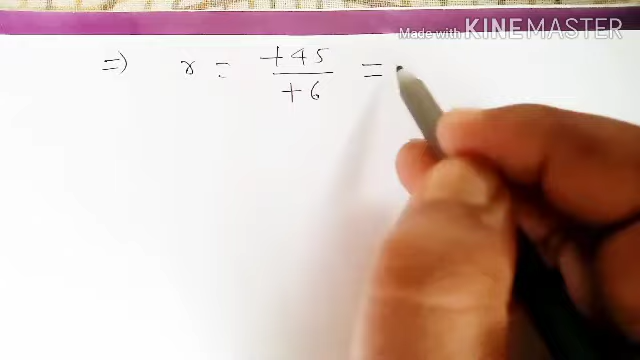 Made with KINEMASTER
=> r = +45/+6 =